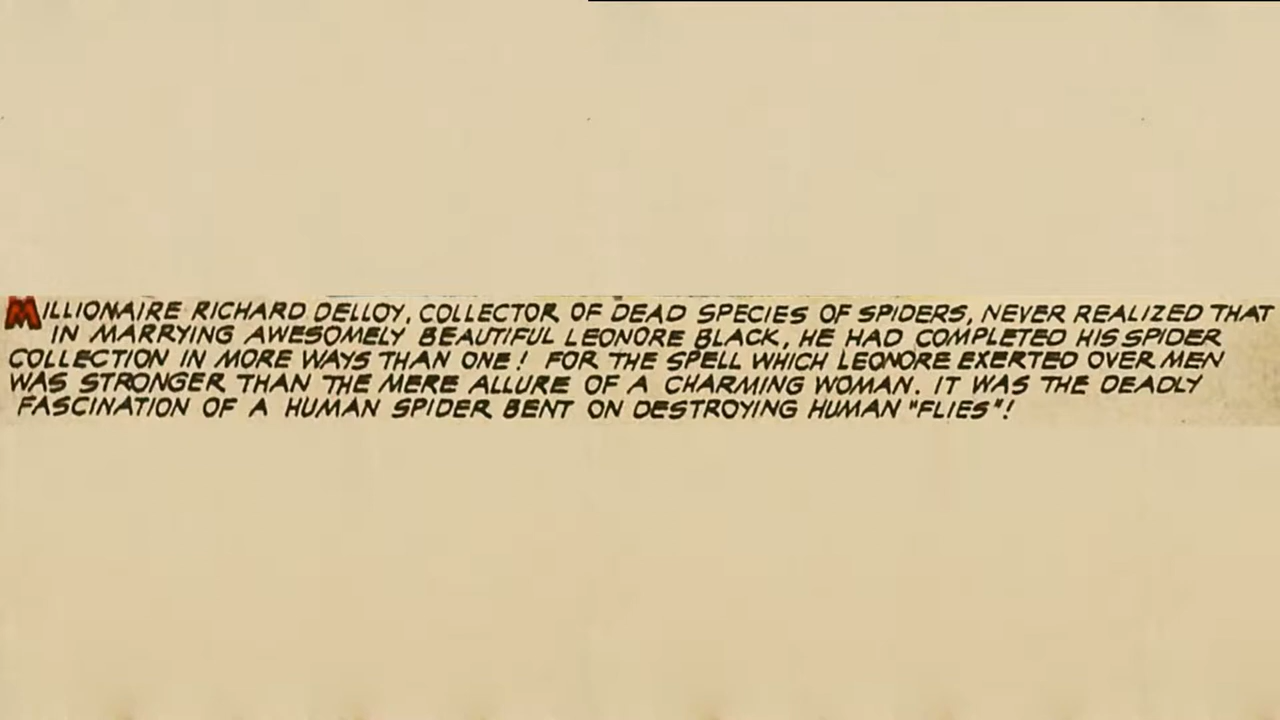 MILLIONAIRE RICHARD DELLOY, COLLECTOR OF DEAD SPECIES OF SPIDERS, NEVER REALIZED THAT
IN MARRYING AWESOMELY BEAUTIFUL LEONORE BLACK, HE HAD COMPLETED HIS SPIDER
COLLECTION IN MORE WAYS THAN ONE! FOR THE SPELL WHICH LEONORE EXERTED OVER MEN
WAS STRONGER THAN THE MERE ALLURE OF A CHARMING WOMAN. IT WAS THE DEADLY
FASCINATION OF A HUMAN SPIDER BENT ON DESTROYING HUMAN "FLIES"!